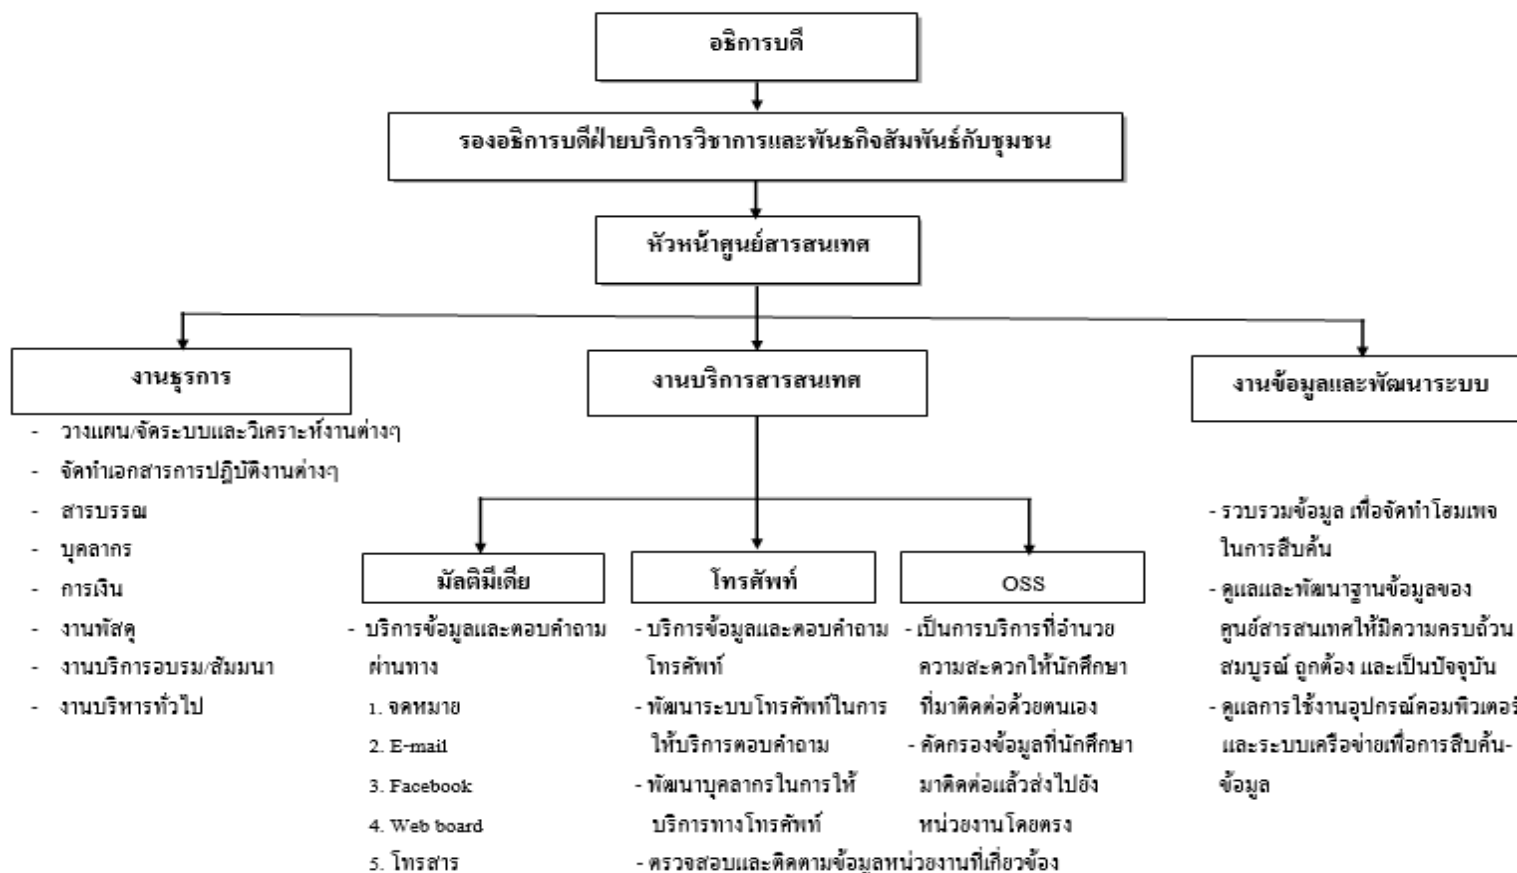 อธิการบดี
รองอธิการบดีฝ่ายบริการวิชาการและพันธกิจสัมพันธ์กับชุมชน
หัวหน้าศูนย์สารสนเทศ
งานธุรการ
- วางแผน/จัดระบบและวิเคราะห์งานต่างๆ
- จัดทำเอกสารการปฏิบัติงานต่างๆ
- สารบรรณ
- บุคลากร
- การเงิน
- งานพัสดุ
- งานบริการอบรม/สัมมนา
- งานบริหารทั่วไป
งานบริการสารสนเทศ
มัลติมีเดีย
- บริการข้อมูลและตอบคำถาม
ผ่านทาง
1. จดหมาย
2. E-mail
3. Facebook
4. Web board
5. โทรสาร
โทรศัพท์
- บริการข้อมูลและตอบคำถาม
โทรศัพท์
- พัฒนาระบบโทรศัพท์ในการ
ให้บริการตอบคำถาม
- พัฒนาบุคลากรในการให้
บริการทางโทรศัพท์
- ตรวจสอบและติดตามข้อมูลหน่วยงานที่เกี่ยวข้อง
OSS
- เป็นการบริการที่อำนวย
ความสะดวกให้นักศึกษา
ที่มาติดต่อด้วยตนเอง
- คัดกรองข้อมูลที่นักศึกษา
มาติดต่อแล้วส่งไปยัง
หน่วยงานโดยตรง
งานข้อมูลและพัฒนาระบบ
- รวบรวมข้อมูล เพื่อจัดทำโฮมเพจ
ในการสืบค้น
- ดูแลและพัฒนาฐานข้อมูลของ
ศูนย์สารสนเทศให้มีความครบถ้วน
สมบูรณ์ ถูกต้อง และเป็นปัจจุบัน
- ดูแลการใช้งานอุปกรณ์คอมพิวเตอร์
และระบบเครือข่ายเพื่อการสืบค้น-
ข้อมูล